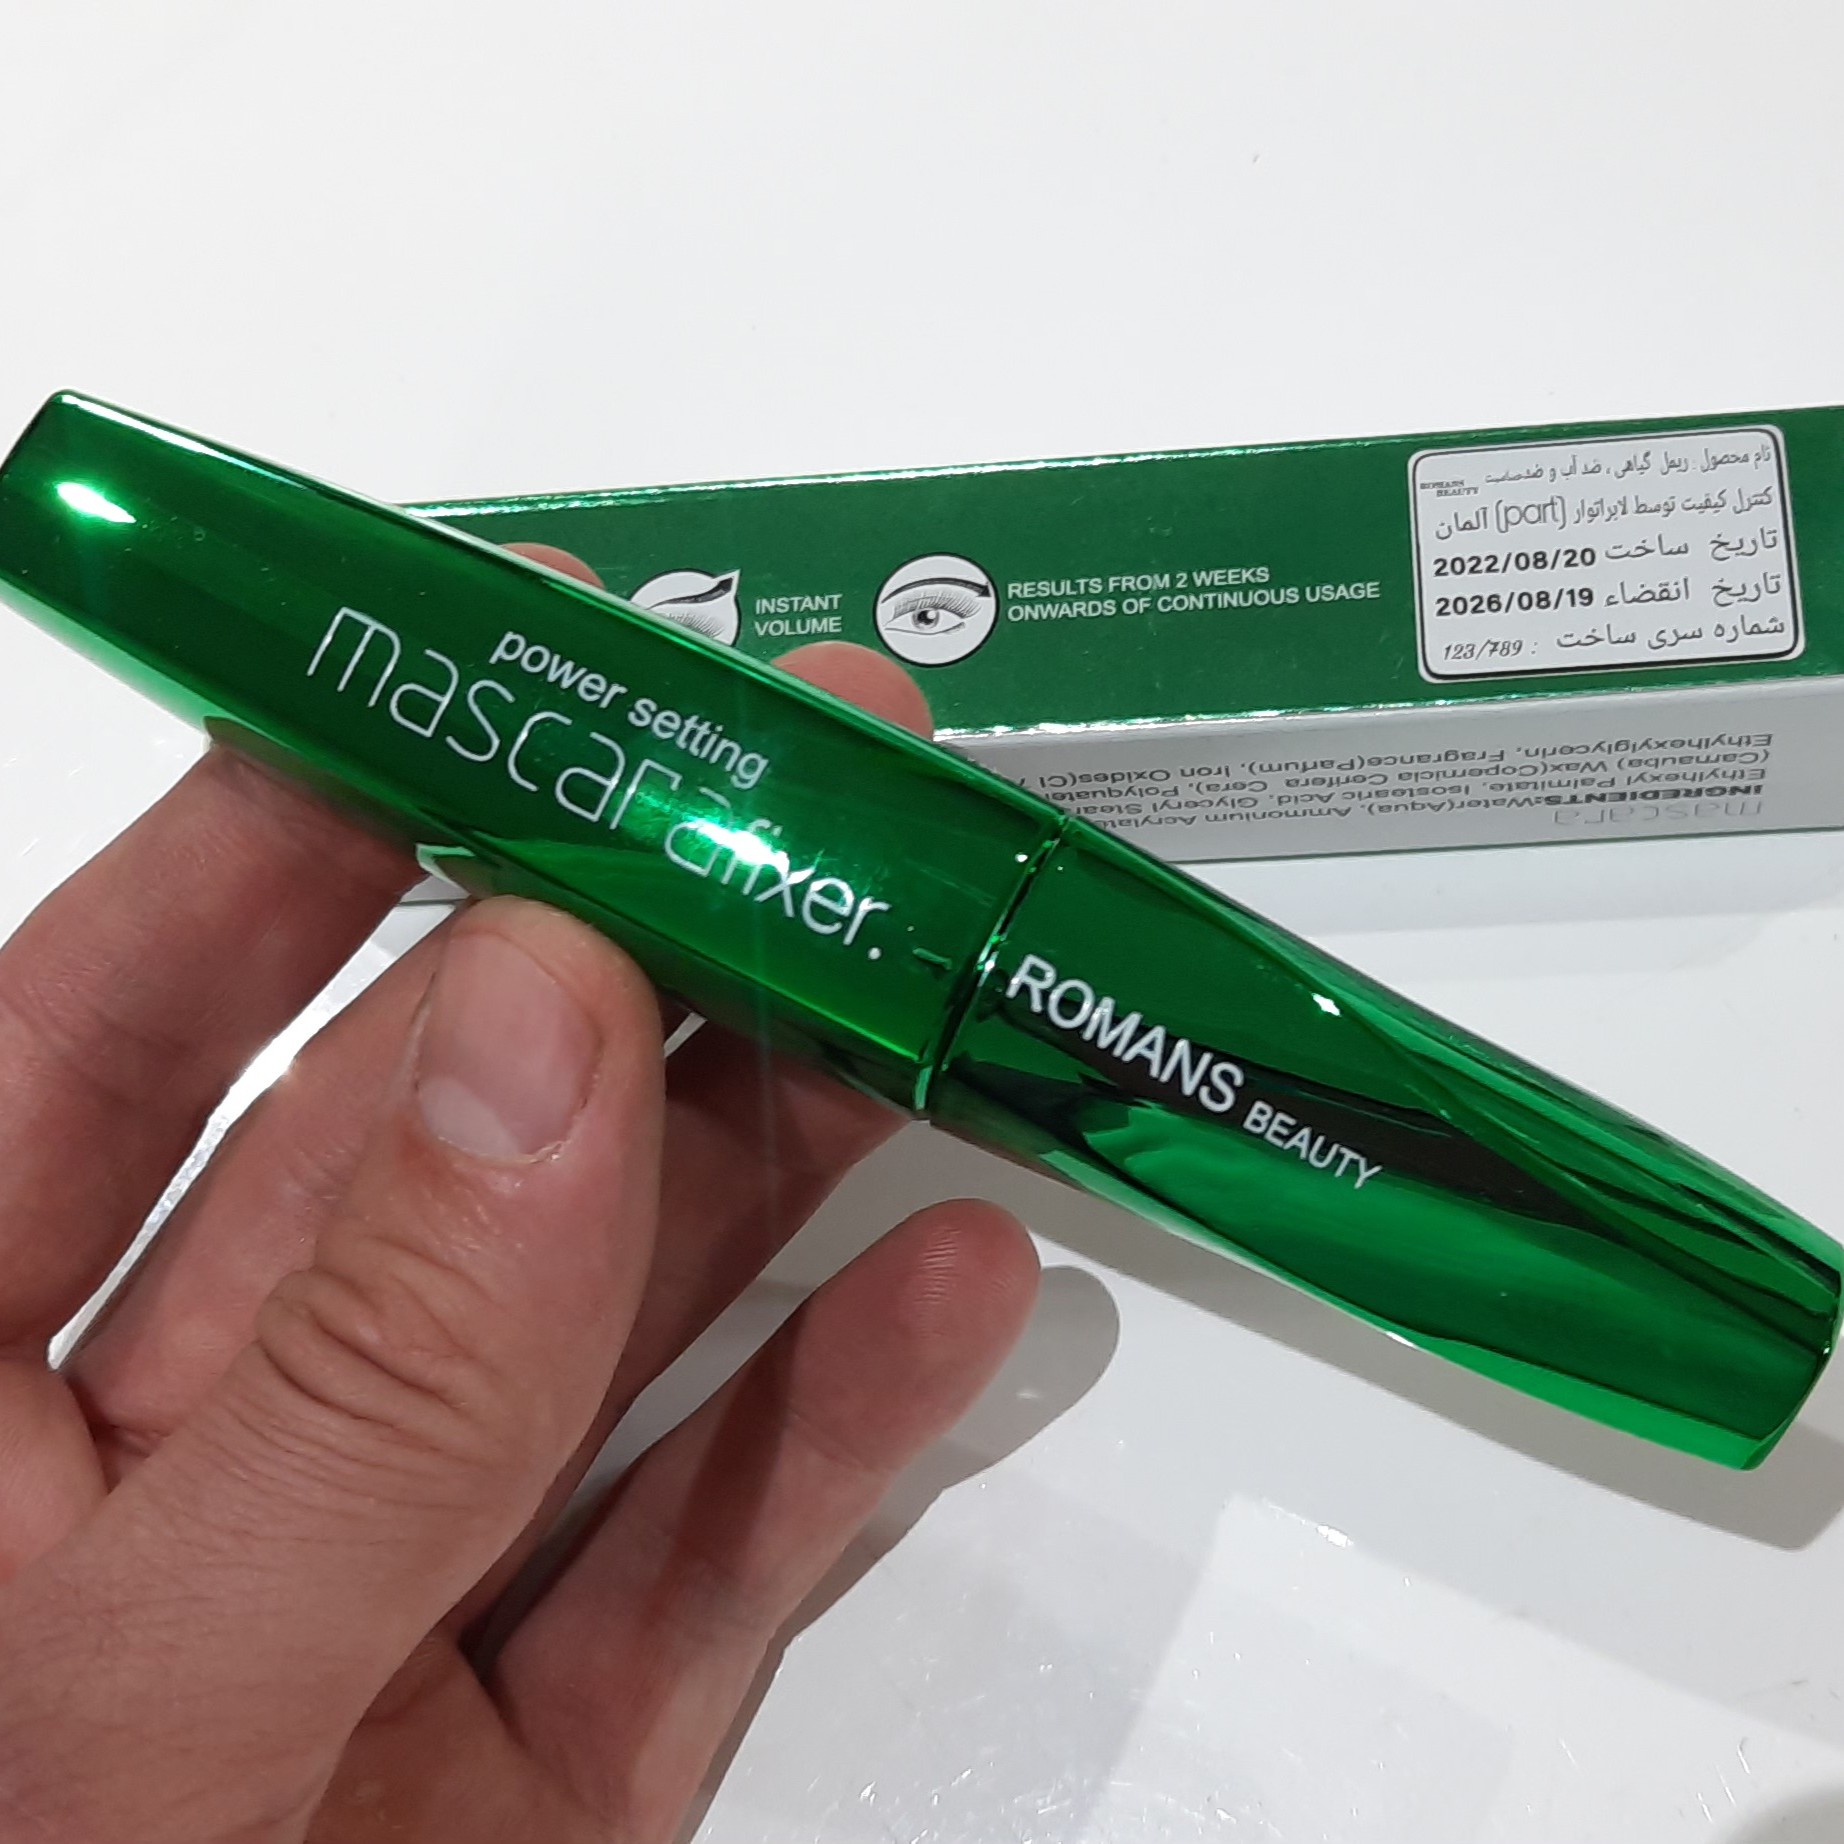 power setting
mascara fixer.
ROMANS BEAUTY
INSTANT
VOLUME
RESULTS FROM 2 WEEKS
ONWARDS OF CONTINUOUS USAGE
نام محصول : ریمل گیاهی ، ضد آب و ضدحساسیت ROMANS BEAUTY
کنترل کیفیت توسط لابراتوار (part) آلمان
تاریخ ساخت 2022/08/20
تاریخ انقضاء 2026/08/19
شماره سری ساخت : 123/789
mascara
INGREDIENTS:Water(Aqua), Ammonium
Ethylhexyl Palmitate, Isostearic Acid, Glyceryl
(Carnauba) Wax(Copernicia Cerifera Cera),
Ethylhexylglycerin, Fragrance(Parfum), Iron Oxides(CI